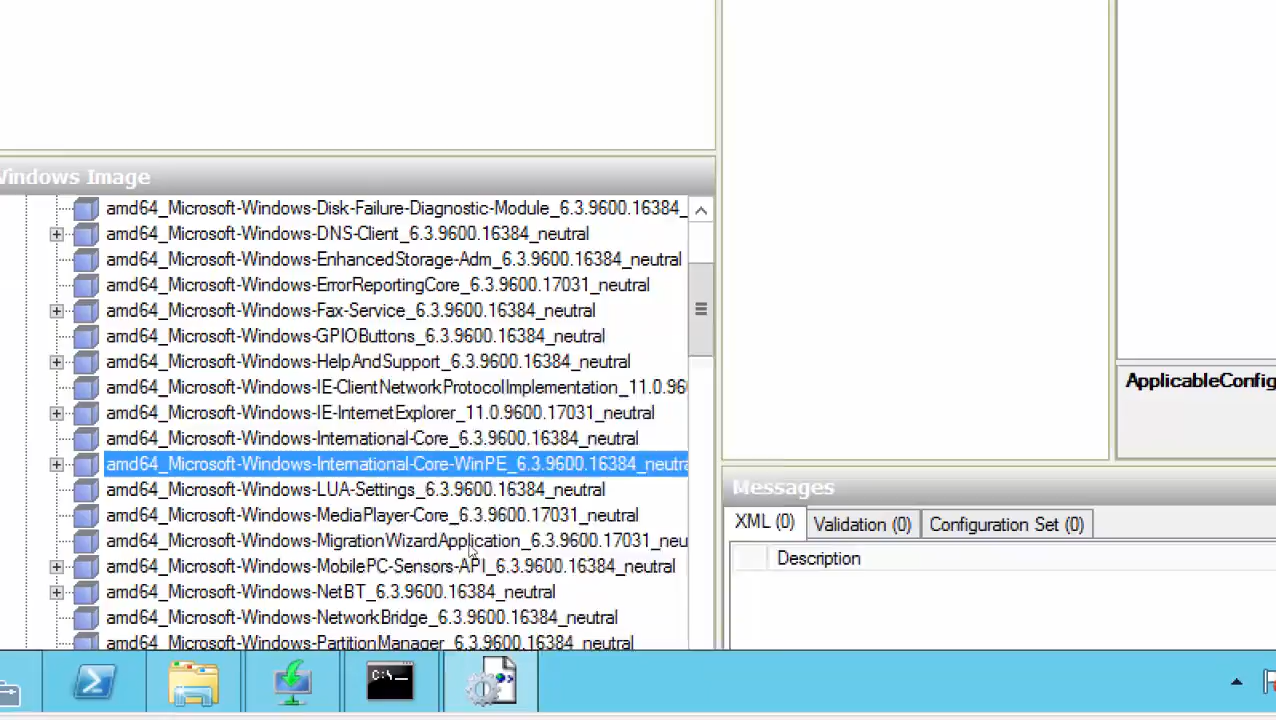 Windows Image
amd64_Microsoft-Windows-Disk-Failure-Diagnostic-Module_6.3.9600.16384_
amd64_Microsoft-Windows-DNS-Client_6.3.9600.16384_neutral
amd64_Microsoft-Windows-EnhancedStorage-Adm_6.3.9600.16384_neutral
amd64_Microsoft-Windows-ErrorReportingCore_6.3.9600.17031_neutral
amd64_Microsoft-Windows-Fax-Service_6.3.9600.16384_neutral
amd64_Microsoft-Windows-GPIOButtons_6.3.9600.16384_neutral
amd64_Microsoft-Windows-HelpAndSupport_6.3.9600.16384_neutral
amd64_Microsoft-Windows-IE-ClientNetworkProtocolImplementation_11.0.960
amd64_Microsoft-Windows-IE-InternetExplorer_11.0.9600.17031_neutral
amd64_Microsoft-Windows-International-Core_6.3.9600.16384_neutral
amd64_Microsoft-Windows-International-Core-WinPE_6.3.9600.16384_neutra
amd64_Microsoft-Windows-LUA-Settings_6.3.9600.16384_neutral
amd64_Microsoft-Windows-MediaPlayer-Core_6.3.9600.17031_neutral
amd64_Microsoft-Windows-MigrationWizardApplication_6.3.9600.17031_neu
amd64_Microsoft-Windows-MobilePC-Sensors-API_6.3.9600.16384_neutral
amd64_Microsoft-Windows-NetBT_6.3.9600.16384_neutral
amd64_Microsoft-Windows-NetworkBridge_6.3.9600.16384_neutral
amd64_Microsoft-Windows-PartitionManager_6.3.9600.16384_neutral
ApplicableConfig
Messages
XML (0) Validation (0) Configuration Set (0)
Description
C:\_